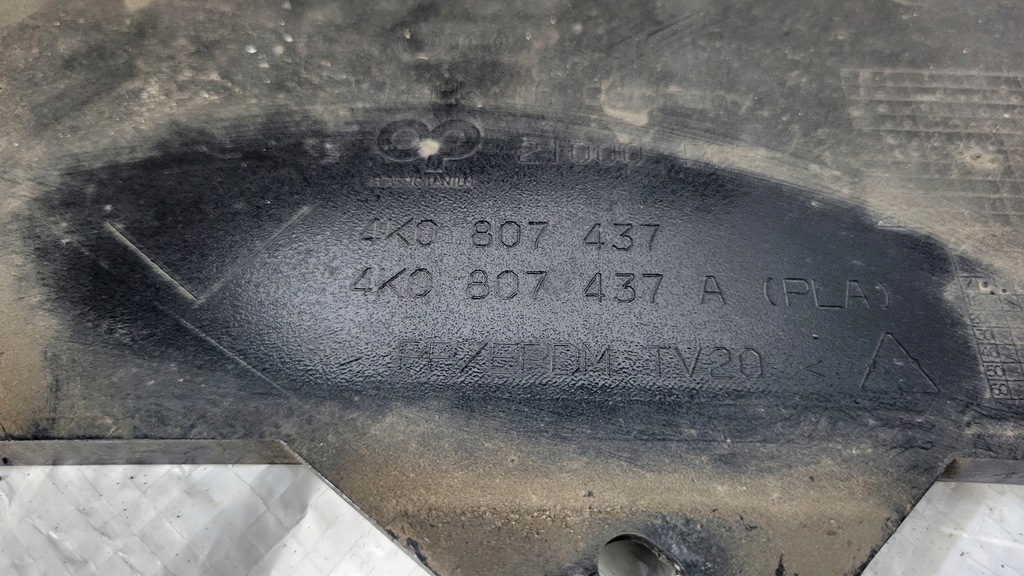 21000
4K0 807 437
4K0 807 437 A (PLA)
PP/EPDM TV20 <